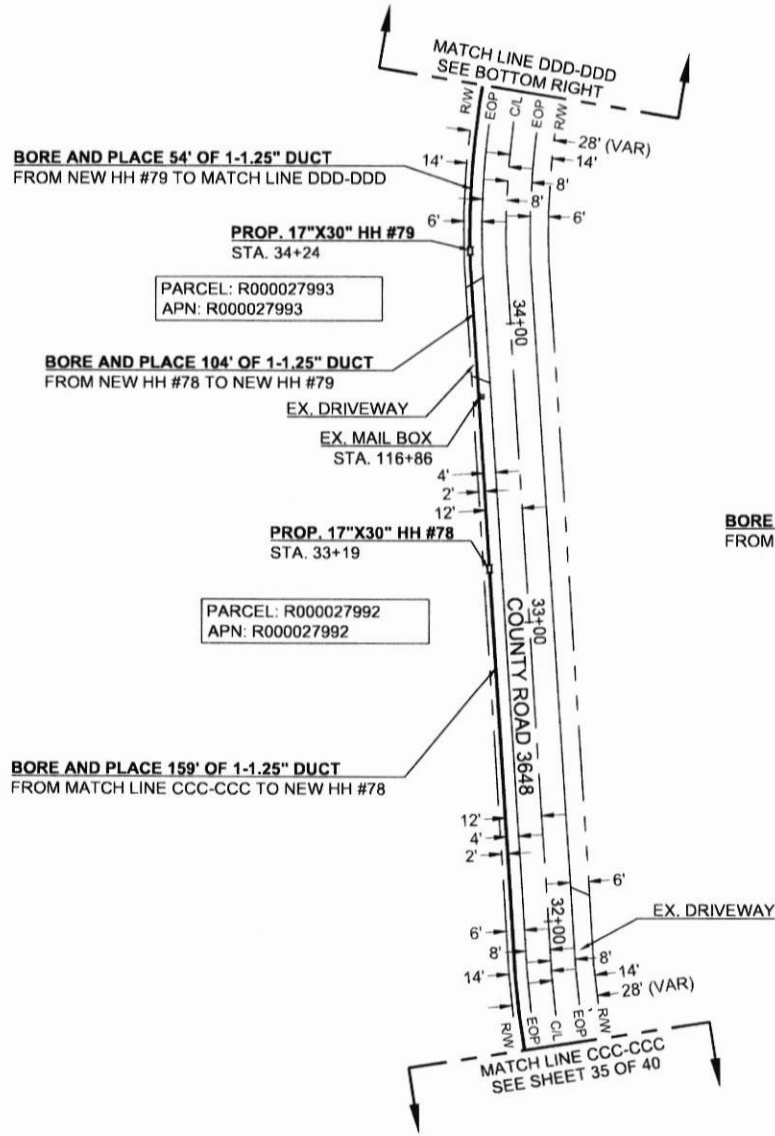 MATCH LINE DDD-DDD
SEE BOTTOM RIGHT
R/W
EOP
C/L
EOP
R/W
28' (VAR)
14'
14'
8'
8'
6'
6'
BORE AND PLACE 54' OF 1-1.25" DUCT
FROM NEW HH #79 TO MATCH LINE DDD-DDD
PROP. 17"X30" HH #79
STA. 34+24
PARCEL: R000027993
APN: R000027993
34+00
BORE AND PLACE 104' OF 1-1.25" DUCT
FROM NEW HH #78 TO NEW HH #79
EX. DRIVEWAY
EX. MAIL BOX
STA. 116+86
4'
2'
12'
PROP. 17"X30" HH #78
STA. 33+19
BORE
FROM
PARCEL: R000027992
APN: R000027992
33+00
COUNTY ROAD 3648
BORE AND PLACE 159' OF 1-1.25" DUCT
FROM MATCH LINE CCC-CCC TO NEW HH #78
12'
4'
2'
6'
32+00
EX. DRIVEWAY
6'
8'
8'
14'
14'
28' (VAR)
R/W
EOP
C/L
EOP
R/W
MATCH LINE CCC-CCC
SEE SHEET 35 OF 40